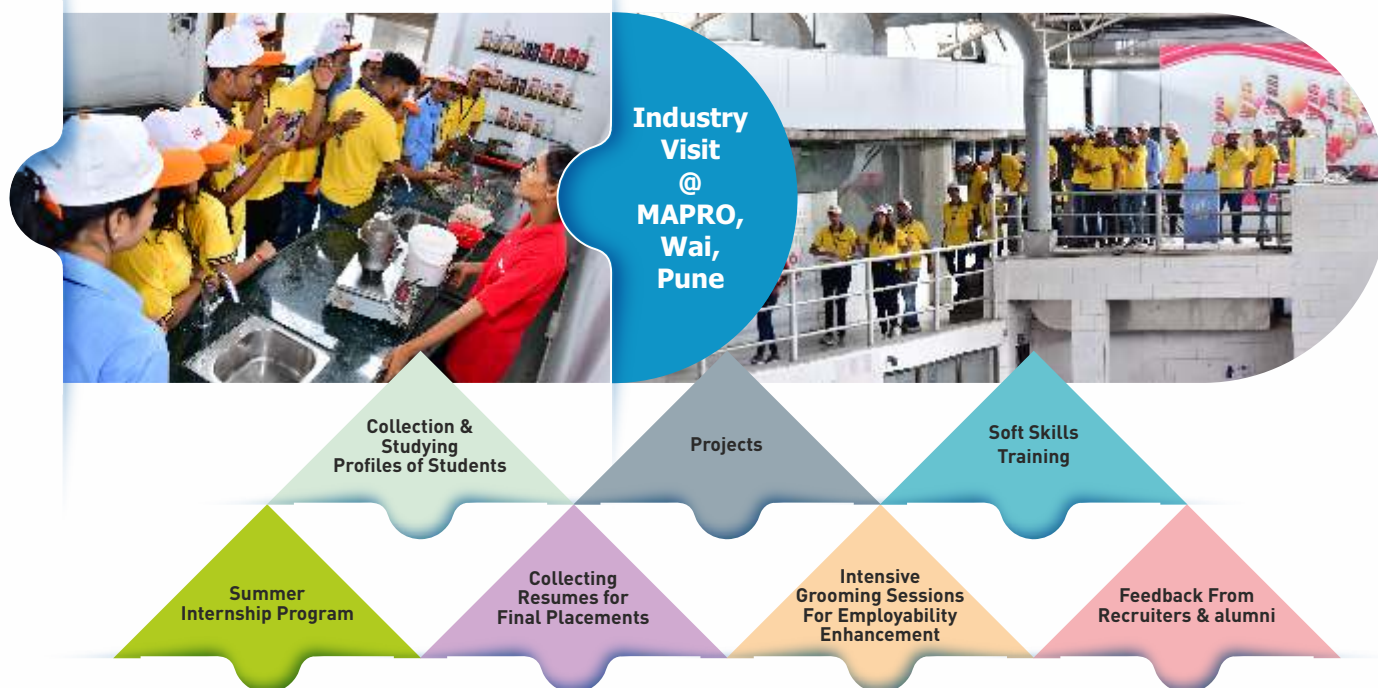 Industry
Visit
@
MAPRO,
Wai,
Pune
Collection &
Studying
Profiles of Students
Projects
Soft Skills
Training
Summer
Internship Program
Collecting
Resumes for
Final Placements
Intensive
Grooming Sessions
For Employability
Enhancement
Feedback From
Recruiters & alumni